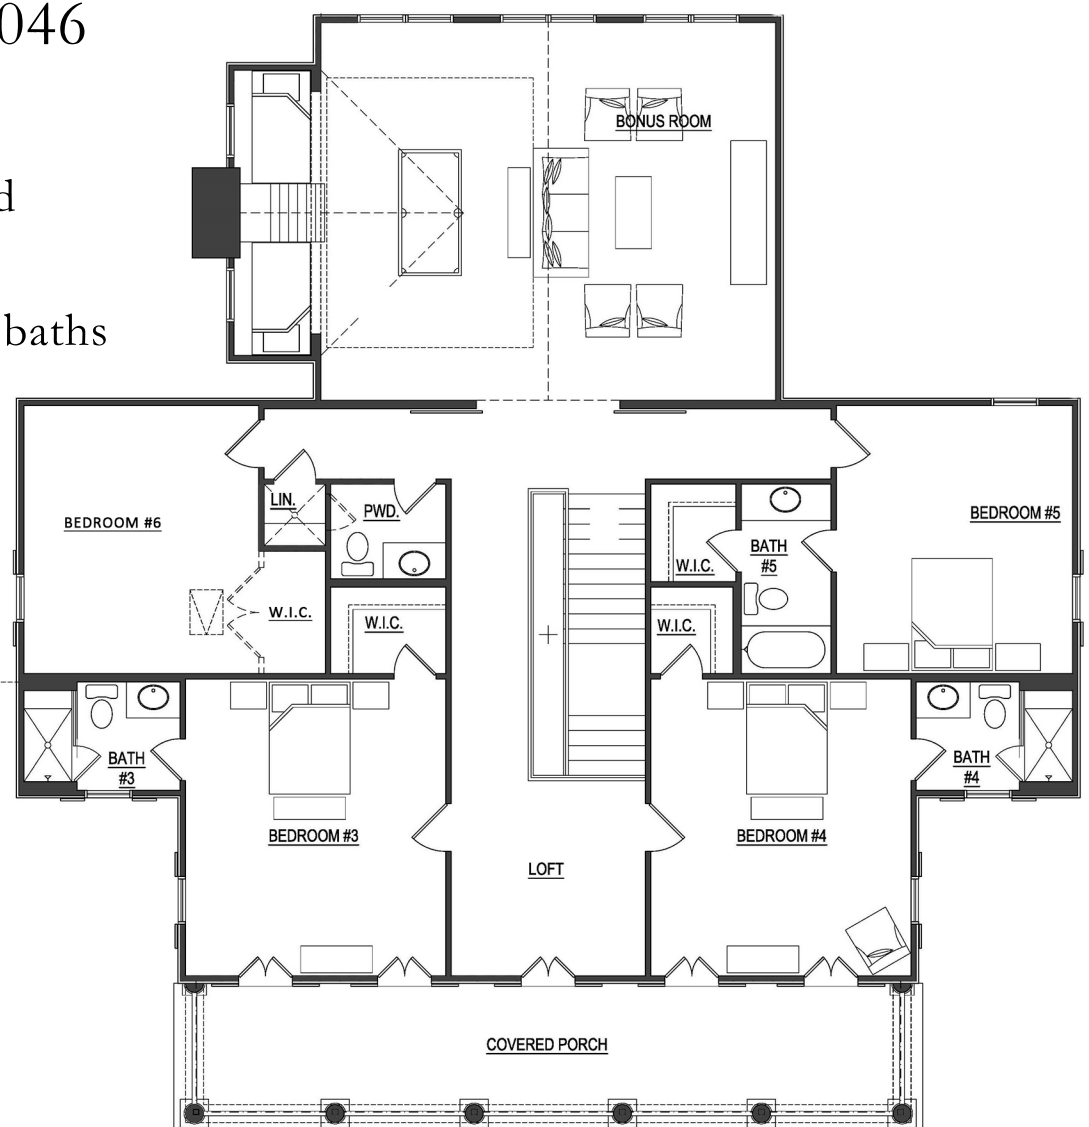 046
d
baths
BONUS ROOM
BEDROOM #6
LIN.
PWD.
W.I.C.
BATH
#5
BEDROOM #5
W.I.C.
W.I.C.
W.I.C.
BATH
#3
BATH
#4
BEDROOM #3
BEDROOM #4
LOFT
COVERED PORCH